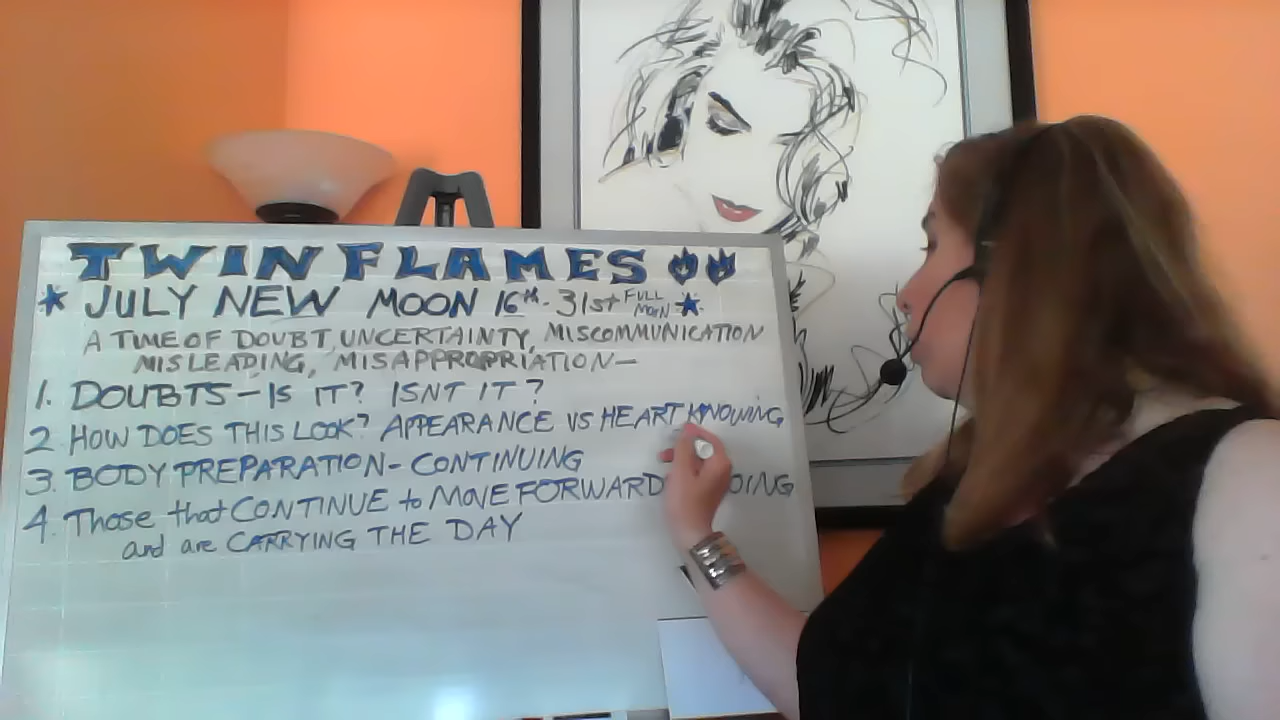 TWIN FLAMES
JULY NEW MOON 16th - 31st FULL MOON
A TIME OF DOUBT, UNCERTAINTY, MISCOMMUNICATION
MISLEADING, MISAPPROPRIATION—
1. DOUBTS - IS IT? ISNT IT?
2 HOW DOES THIS LOOK? APPEARANCE VS HEART KNOWING
3. BODY PREPARATION - CONTINUING
4. Those that CONTINUE to MOVE FORWARD
and are CARRYING THE DAY